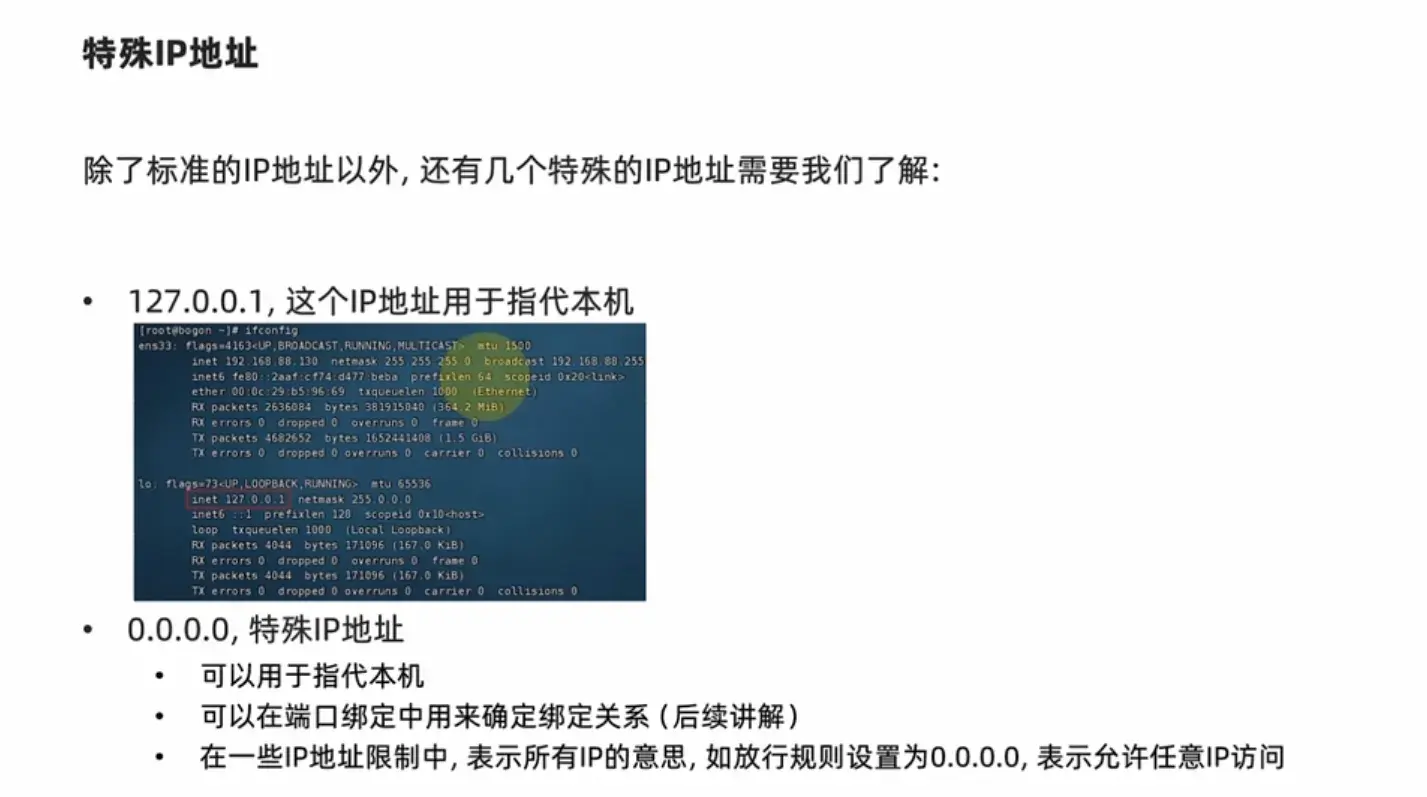 特殊IP地址
除了标准的IP地址以外, 还有几个特殊的IP地址需要我们了解:
• 127.0.0.1, 这个IP地址用于指代本机
[root@bogon ~]# ifconfig
ens33: flags=4163<UP,BROADCAST,RUNNING,MULTICAST> mtu 1500
inet 192.168.88.130 netmask 255.255.255.0 broadcast 192.168.88.255
inet6 fe80::2aaf:cf74:d477:beba prefixlen 64 scopeid 0x20<link>
ether 00:0c:29:b5:96:69 txqueuelen 1000 (Ethernet)
RX packets 2636084 bytes 381915040 (364.2 MiB)
RX errors 0 dropped 0 overruns 0 frame 0
TX packets 4682652 bytes 1652441408 (1.5 GiB)
TX errors 0 dropped 0 overruns 0 carrier 0 collisions 0
lo: flags=73<UP,LOOPBACK,RUNNING> mtu 65536
inet 127.0.0.1 netmask 255.0.0.0
inet6 ::1 prefixlen 128 scopeid 0x10<host>
loop txqueuelen 1000 (Local Loopback)
RX packets 4044 bytes 171096 (167.0 KiB)
RX errors 0 dropped 0 overruns 0 frame 0
TX packets 4044 bytes 171096 (167.0 KiB)
TX errors 0 dropped 0 overruns 0 carrier 0 collisions 0
• 0.0.0.0, 特殊IP地址
• 可以用于指代本机
• 可以在端口绑定中用来确定绑定关系（后续讲解）
• 在一些IP地址限制中, 表示所有IP的意思, 如放行规则设置为0.0.0.0, 表示允许任意IP访问